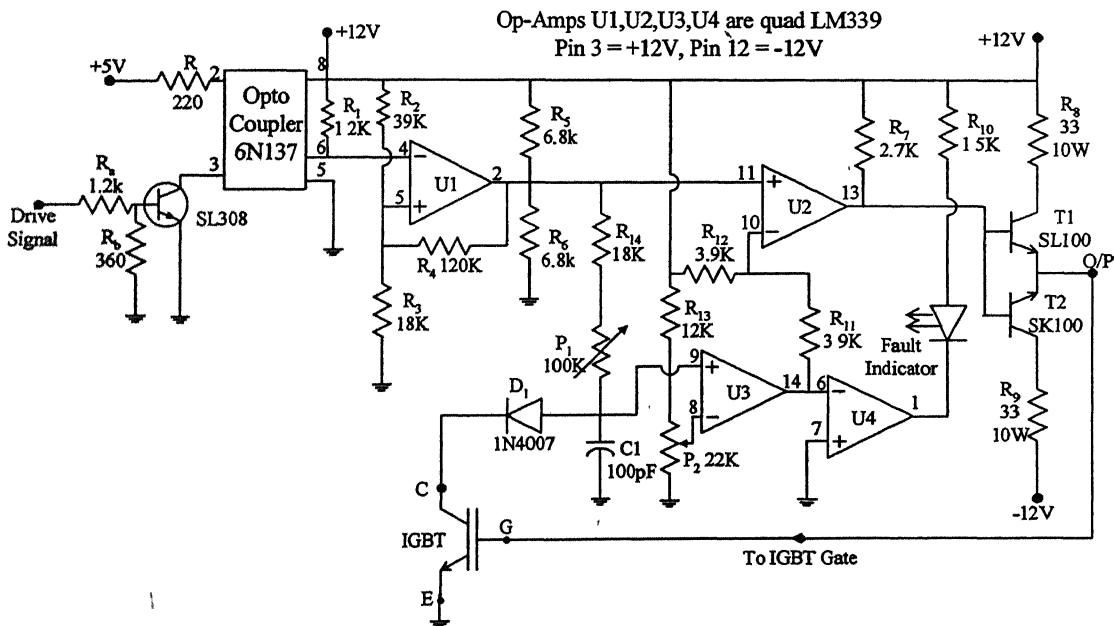 Op-Amps U1,U2,U3,U4 are quad LM339
Pin 3 = +12V, Pin 12 = -12V
+12V
+12V
+5V
R
220
2
8
Opto
Coupler
6N137
3
6
5
R1
1 2K
R2
39K
4
5
U1
2
R5
6.8k
R6
6.8k
R4 120K
R3
18K
R14
18K
P1
100K
C1
100pF
R12
3.9K
R13
12K
P2 22K
11
10
U2
13
R7
2.7K
R10
1 5K
R8
33
10W
T1
SL100
O/P
T2
SK100
R9
33
10W
-12V
R11
3 9K
Fault
Indicator
9
8
U3
14
6
7
U4
1
Drive
Signal
Ra
1.2k
Rb
360
SL308
D1
1N4007
C
IGBT
G
E
To IGBT Gate